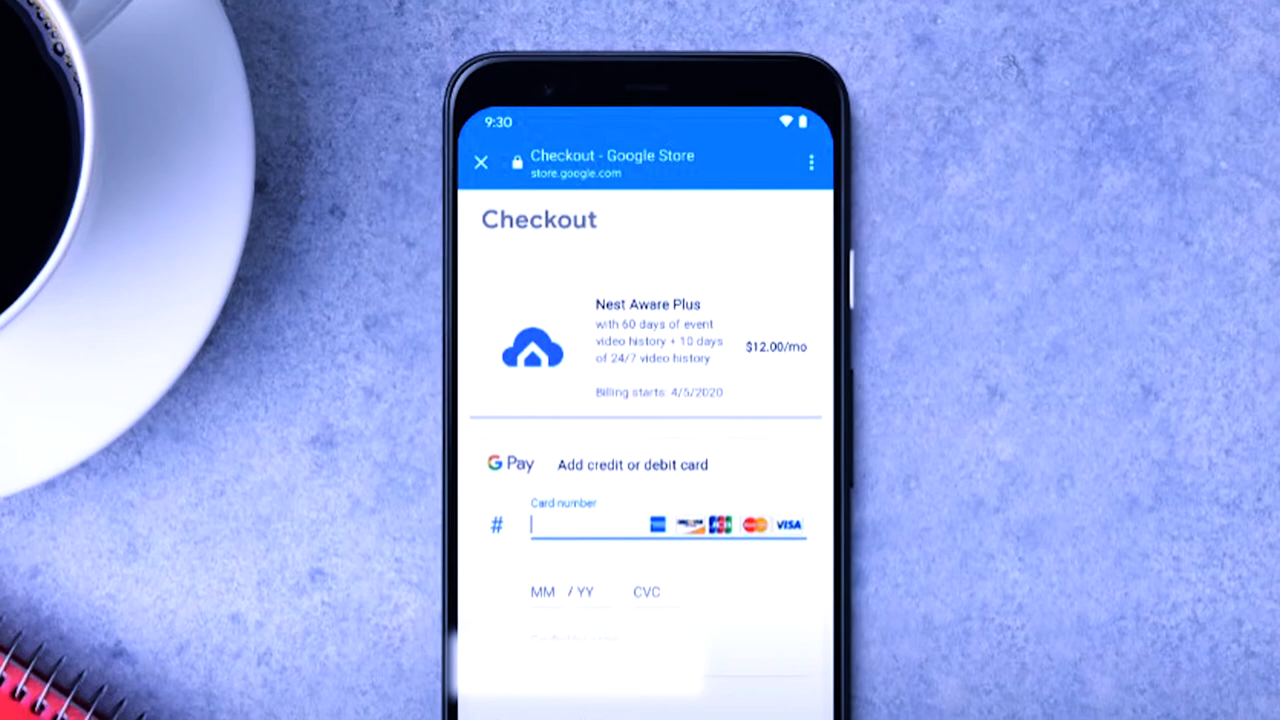 9:30
Checkout - Google Store
store.google.com
Checkout
Nest Aware Plus
with 60 days of event
video history + 10 days
of 24/7 video history
$12.00/mo
Billing starts: 4/5/2020
G Pay
Add credit or debit card
Card number
#
DISCOVER
JCB
VISA
MM / YY
CVC